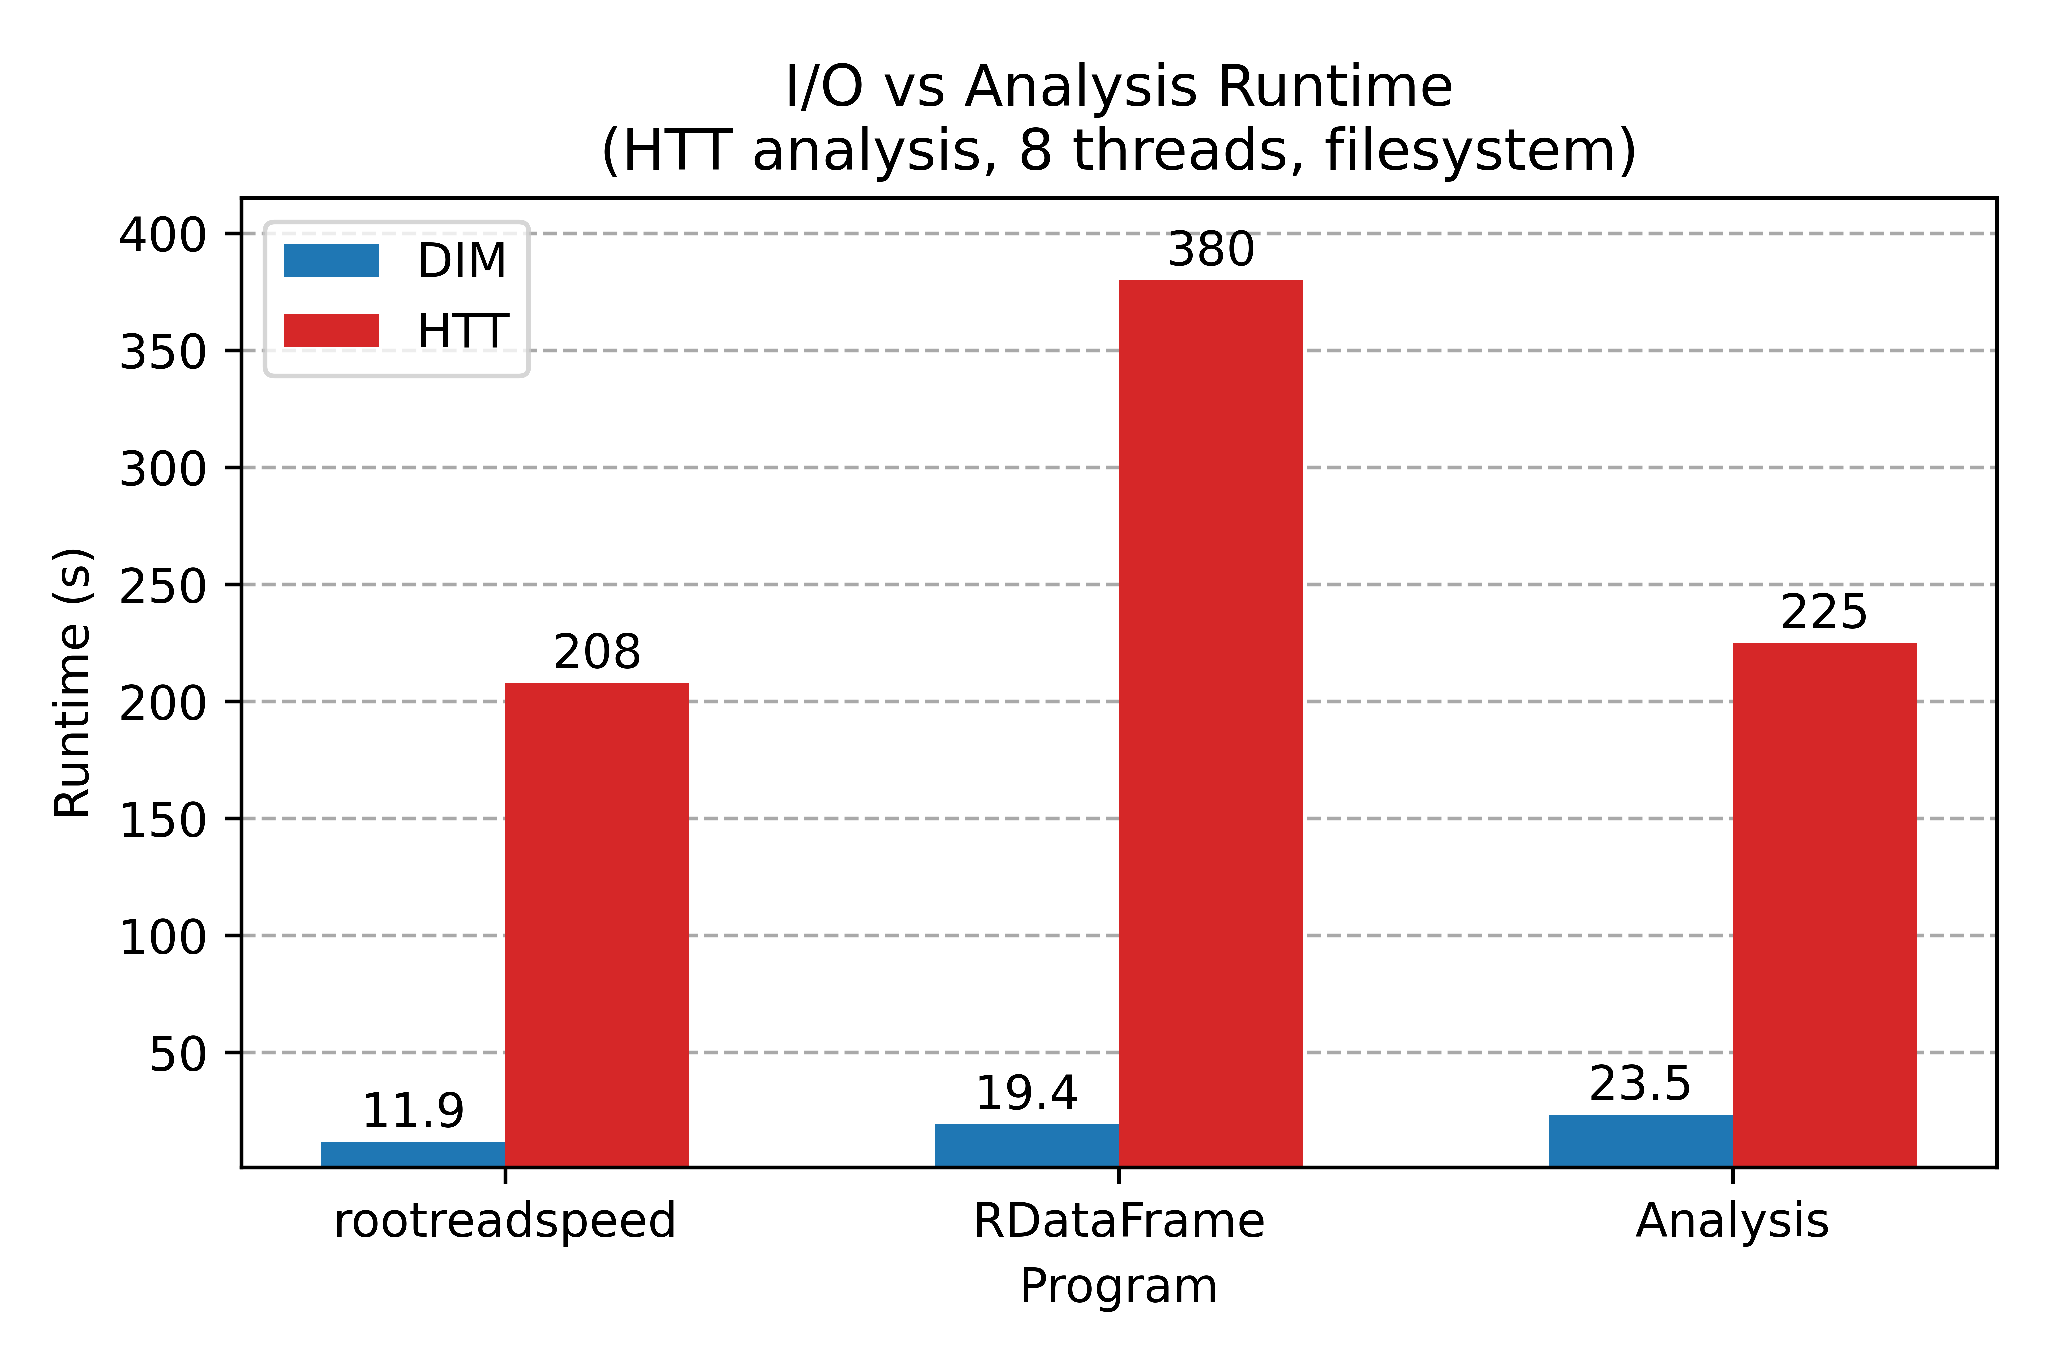 I/O vs Analysis Runtime
(HTT analysis, 8 threads, filesystem)
DIM
HTT
Runtime (s)
400
350
300
250
200
150
100
50
11.9
208
19.4
380
23.5
225
rootreadspeed
RDataFrame
Analysis
Program